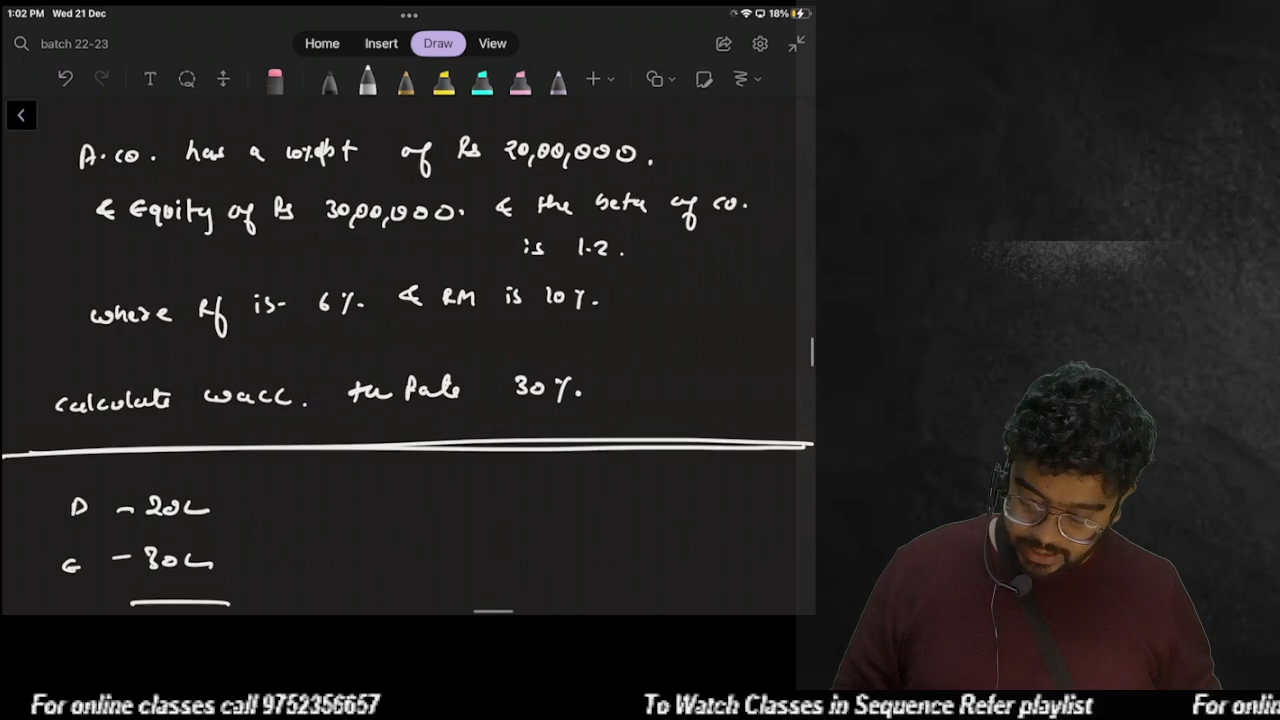 1:02 PM Wed 21 Dec
18%
batch 22-23
Home Insert Draw View
T
A.co. has a 10% debt of Rs 20,00,000.
& Equity of Rs 30,00,000. & the beta of co.
is 1.2.
where Rf is - 6%. & RM is 10%.
calculate wacc. tax Rate 30%.
D - 20L
E - 30L
For online classes call 9752356657
To Watch Classes in Sequence Refer playlist
For onlin